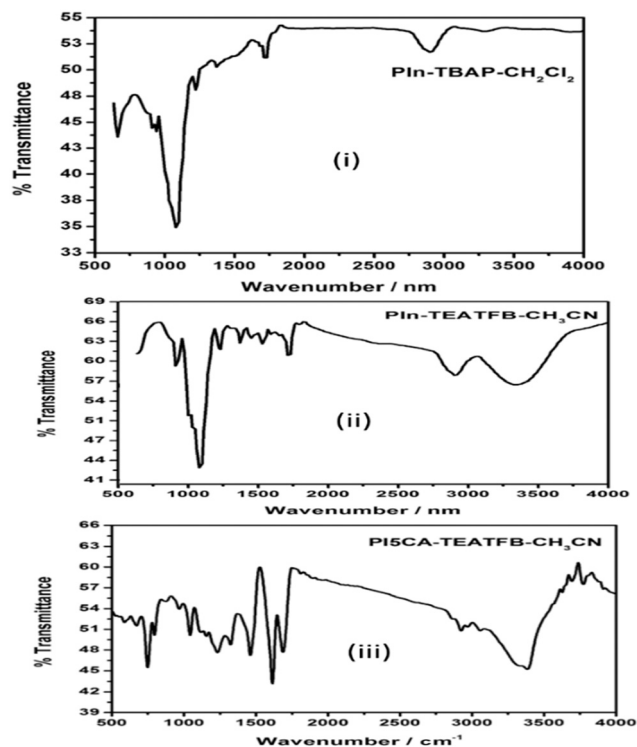 55
53
50
48
45
43
40
38
35
33
% Transmittance
PIn-TBAP-CH₂Cl₂
(i)
500 1000 1500 2000 2500 3000 3500 4000
Wavenumber / nm
69
66
63
60
57
54
51
47
44
41
% Transmittance
PIn-TEATFB-CH₃CN
(ii)
500 1000 1500 2000 2500 3000 3500 4000
Wavenumber / nm
66
63
60
57
54
51
48
45
42
39
% Transmittance
PI5CA-TEATFB-CH₃CN
(iii)
500 1000 1500 2000 2500 3000 3500 4000
Wavenumber / cm⁻¹